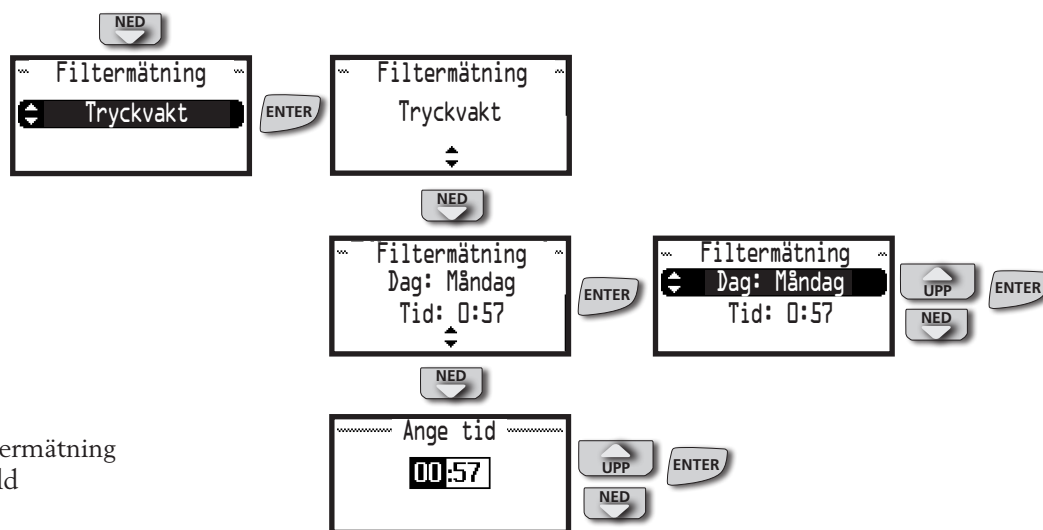 NED
Filtermätning
Tryckvakt
ENTER
Filtermätning
Tryckvakt
NED
Filtermätning
Dag: Måndag
Tid: 0:57
ENTER
Filtermätning
Dag: Måndag
Tid: 0:57
UPP
NED
ENTER
NED
Ange tid
00:57
UPP
NED
ENTER
ermätning
ld